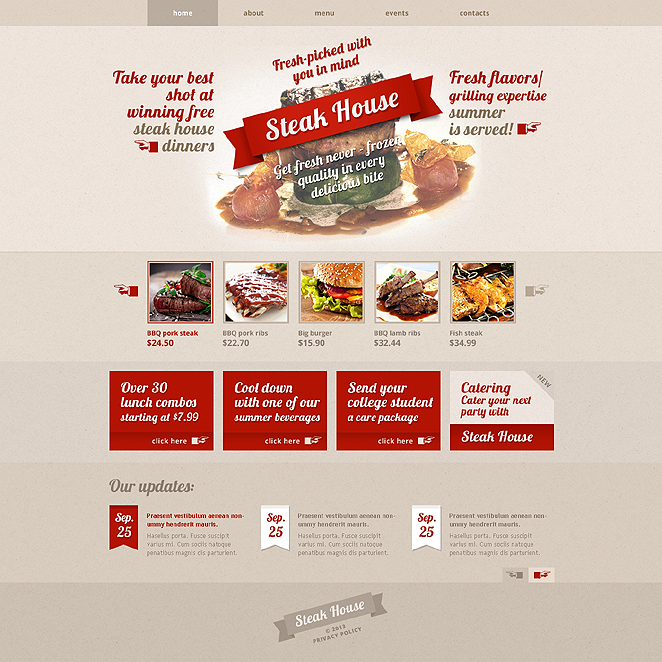 home
about
menu
events
contacts
Take your best
shot at
winning free
steak house
dinners
Fresh-picked with
you in mind
Steak House
Get fresh never - frozen
quality in every
delicious bite
Fresh flavors/
grilling expertise
summer
is served!
BBQ pork steak
$24.50
BBQ pork ribs
$22.70
Big burger
$15.90
BBQ lamb ribs
$32.44
Fish steak
$34.99
Over 30
lunch combos
starting at $7.99
click here
Cool down
with one of our
summer beverages
click here
Send your
college student
a care package
click here
NEW
Catering
Cater your next
party with
Steak House
Our updates:
Sep.
25
Praesent vestibulum aenean non-
ummy hendrerit mauris.
Hasellus porta. Fusce suscipit
varius mi. Cum sociis natoque
penatibus magnis dis parturient.
Sep.
25
Praesent vestibulum aenean non-
ummy hendrerit mauris.
Hasellus porta. Fusce suscipit
varius mi. Cum sociis natoque
penatibus magnis dis parturient.
Sep.
25
Praesent vestibulum aenean non-
ummy hendrerit mauris.
Hasellus porta. Fusce suscipit
varius mi. Cum sociis natoque
penatibus magnis dis parturient.
Steak House
© 2012
PRIVACY POLICY